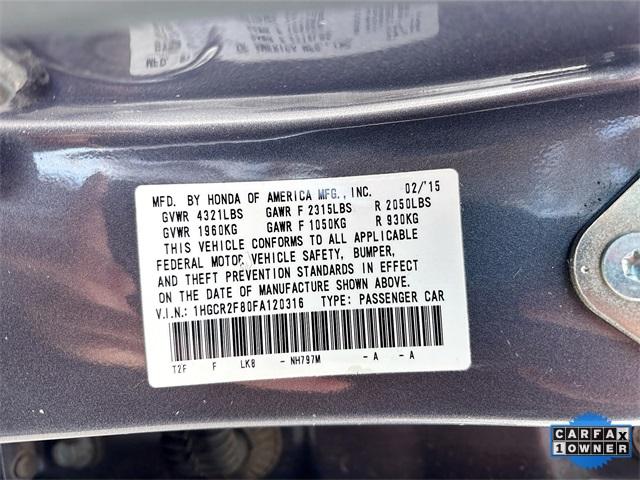 MFD. BY HONDA OF AMERICA MFG., INC. 02/'15
GVWR 4321LBS GAWR F 2315LBS R 2050LBS
GVWR 1960KG GAWR F 1050KG R 930KG
THIS VEHICLE CONFORMS TO ALL APPLICABLE
FEDERAL MOTOR VEHICLE SAFETY, BUMPER,
AND THEFT PREVENTION STANDARDS IN EFFECT
ON THE DATE OF MANUFACTURE SHOWN ABOVE.
V.I.N.: 1HGCR2F80FA120316 TYPE: PASSENGER CAR
T2F F LK8 - NH797M - A - A
CARFAX
1 OWNER